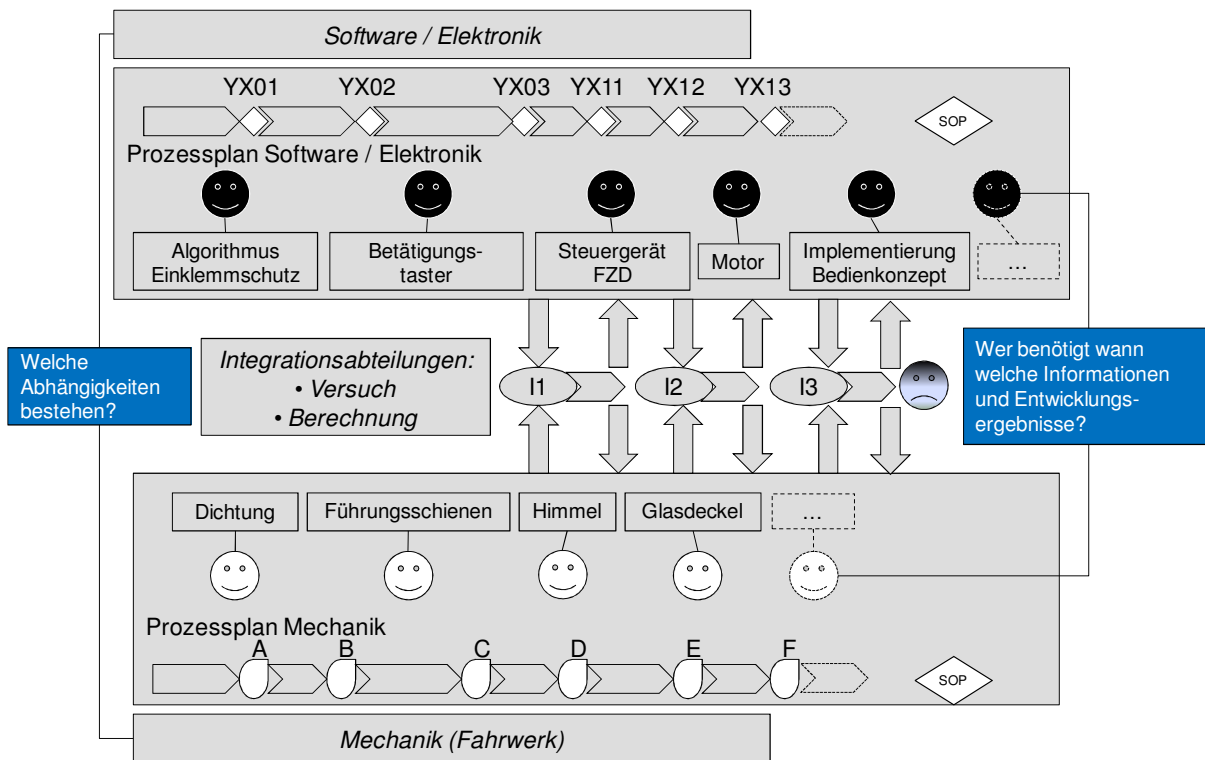 Software / Elektronik
YX01 YX02 YX03 YX11 YX12 YX13
SOP
Prozessplan Software / Elektronik
Algorithmus
Einklemmschutz
Betätigungs-
taster
Steuergerät
FZD
Motor
Implementierung
Bedienkonzept
...
Welche
Abhängigkeiten
bestehen?
Integrationsabteilungen:
• Versuch
• Berechnung
I1 I2 I3
Wer benötigt wann
welche Informationen
und Entwicklungs-
ergebnisse?
Dichtung
Führungsschienen
Himmel
Glasdeckel
...
Prozessplan Mechanik
A B C D E F
SOP
Mechanik (Fahrwerk)